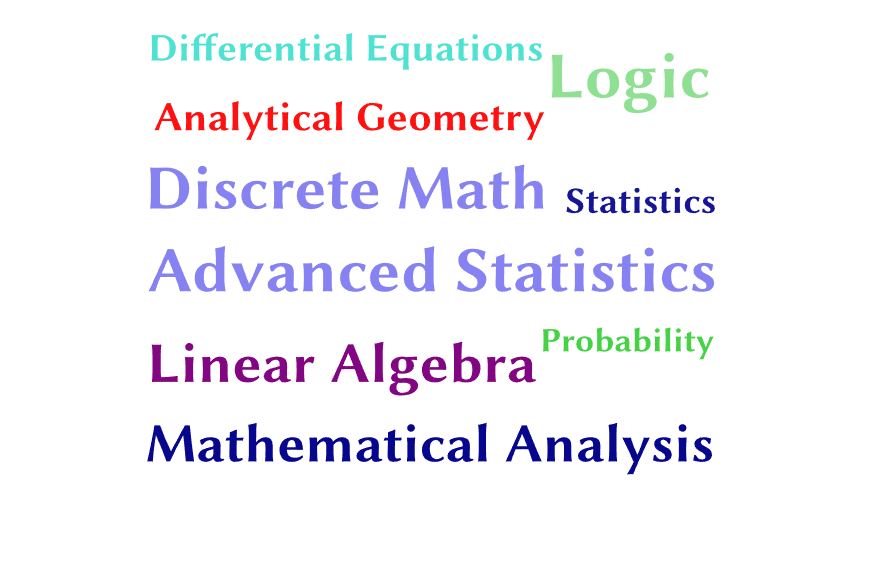 Differential Equations
Logic
Analytical Geometry
Discrete Math
Statistics
Advanced Statistics
Probability
Linear Algebra
Mathematical Analysis